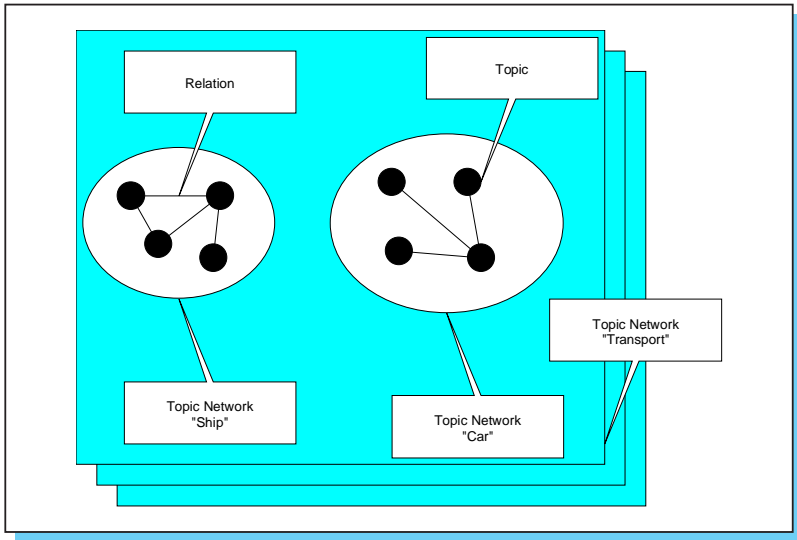 Relation
Topic
Topic Network
"Transport"
Topic Network
"Ship"
Topic Network
"Car"